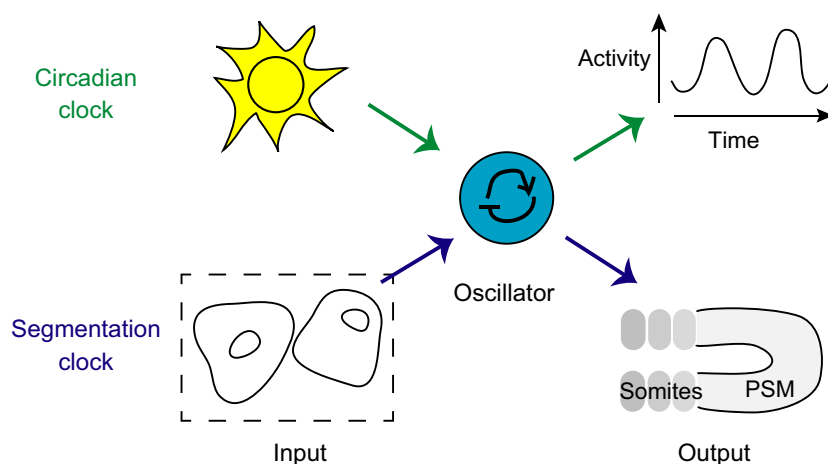 Circadian
clock
Activity
Time
Oscillator
Segmentation
clock
Somites
PSM
Input
Output